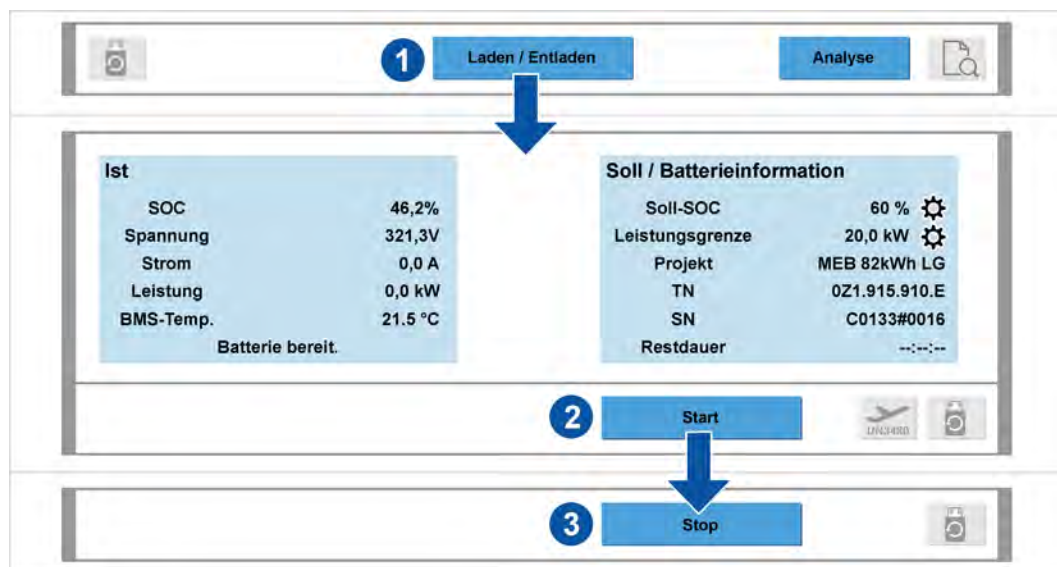 1
Laden / Entladen
Analyse
Ist
SOC 46,2%
Spannung 321,3V
Strom 0,0 A
Leistung 0,0 kW
BMS-Temp. 21.5 °C
Batterie bereit.
Soll / Batterieinformation
Soll-SOC 60 %
Leistungsgrenze 20,0 kW
Projekt MEB 82kWh LG
TN 0Z1.915.910.E
SN C0133#0016
Restdauer --:--:--
2
Start
UN3480
3
Stop